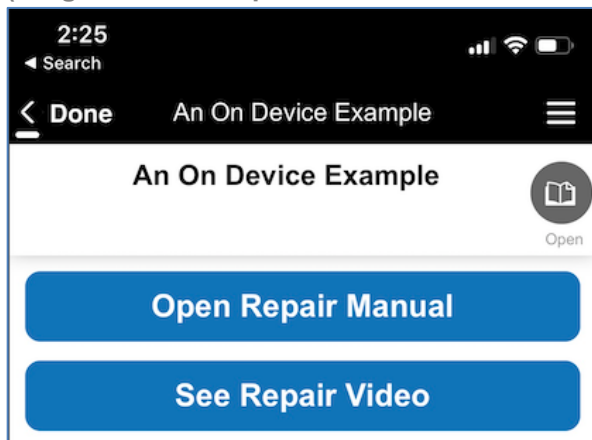 2:25
◄ Search
Done An On Device Example
An On Device Example
Open
Open Repair Manual
See Repair Video